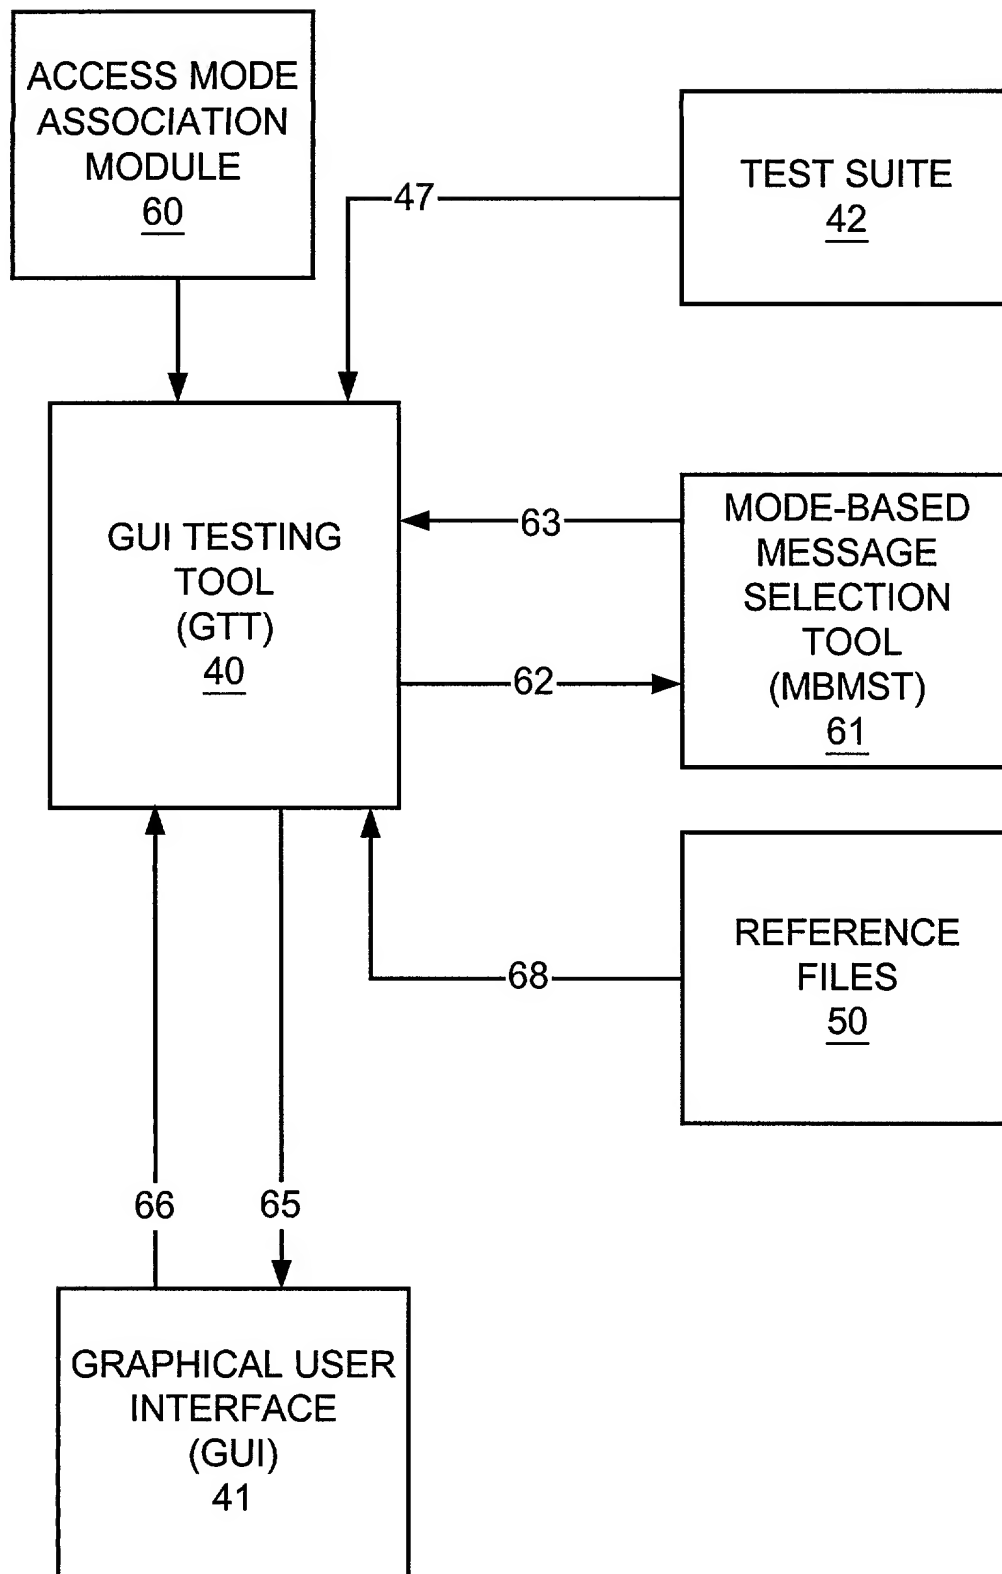 ACCESS MODE
ASSOCIATION
MODULE
60
TEST SUITE
42
47
GUI TESTING
TOOL
(GTT)
40
63
62
MODE-BASED
MESSAGE
SELECTION
TOOL
(MBMST)
61
REFERENCE
FILES
50
68
66
65
GRAPHICAL USER
INTERFACE
(GUI)
41